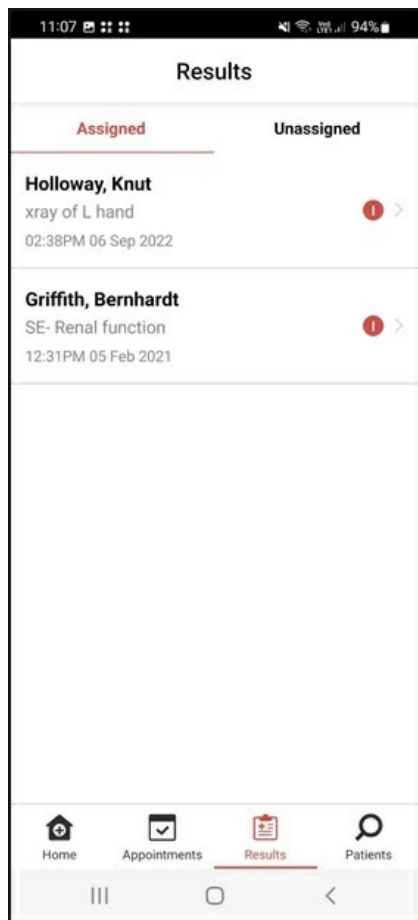 11:07 94%
Results
Assigned Unassigned
Holloway, Knut
xray of L hand
02:38PM 06 Sep 2022
Griffith, Bernhardt
SE- Renal function
12:31PM 05 Feb 2021
Home Appointments Results Patients